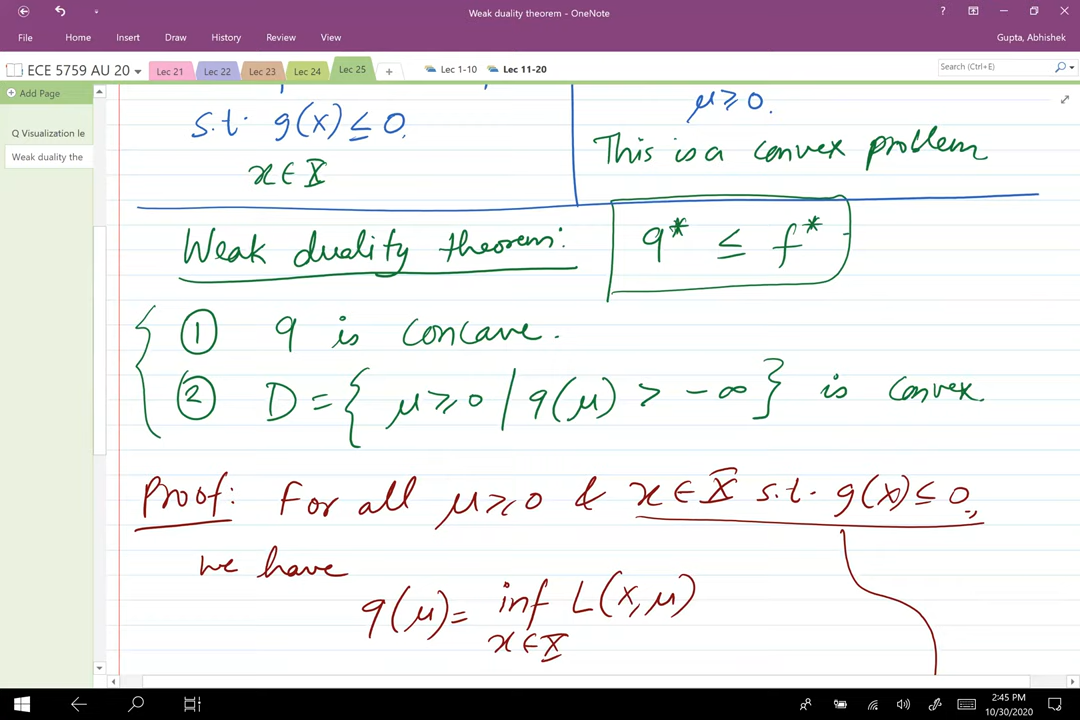 Weak duality theorem - OneNote
?
File Home Insert Draw History Review View
Gupta, Abhishek
ECE 5759 AU 20
Lec 21 Lec 22 Lec 23 Lec 24 Lec 25 +
Lec 1-10 Lec 11-20
Search (Ctrl+E)
Add Page
Q Visualization le
Weak duality the
s.t. g(x) ≤ 0.
x ∈ X
μ ≥ 0.
This is a convex problem
Weak duality theorem: q* ≤ f*
① q is concave.
② D = { μ ≥ 0 | q(μ) > -∞ } is convex.
Proof: For all μ ≥ 0 & x ∈ X s.t. g(x) ≤ 0,
we have
q(μ) = inf L(x, μ)
x ∈ X
2:45 PM
10/30/2020